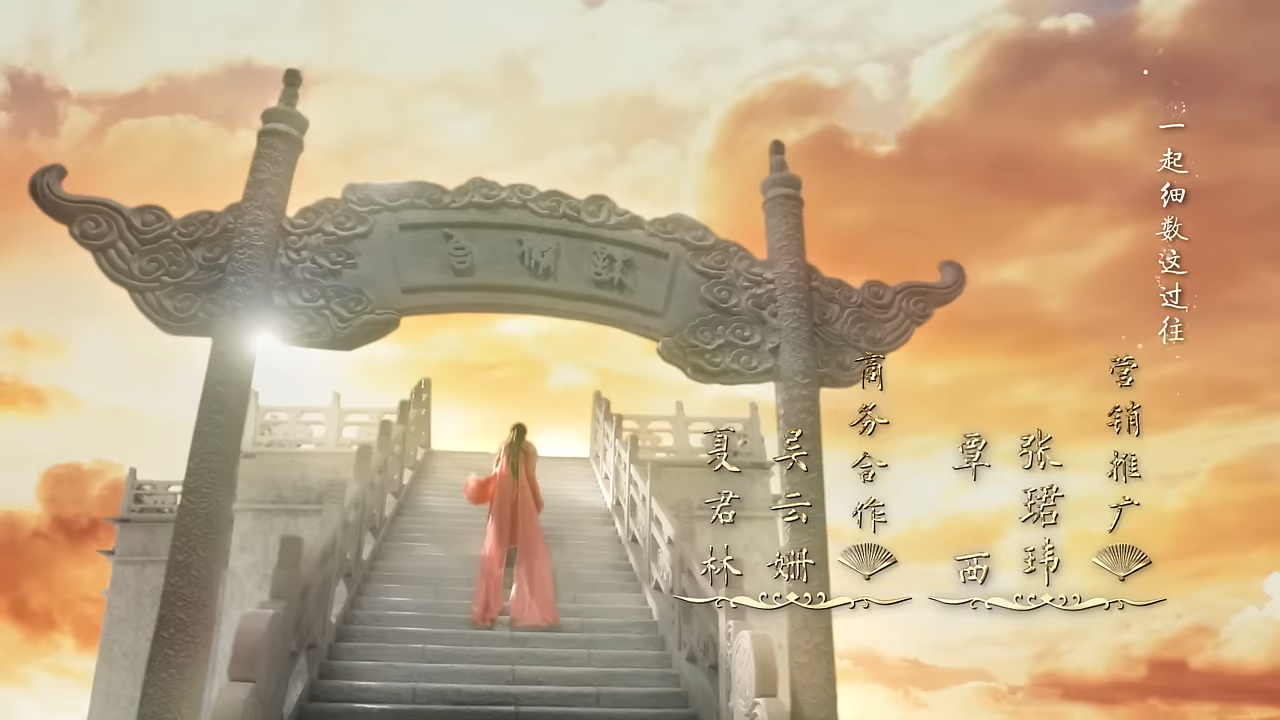 一起细数这过往
营销推广
张珺玮
覃西
商务合作
吴云姗
夏君林